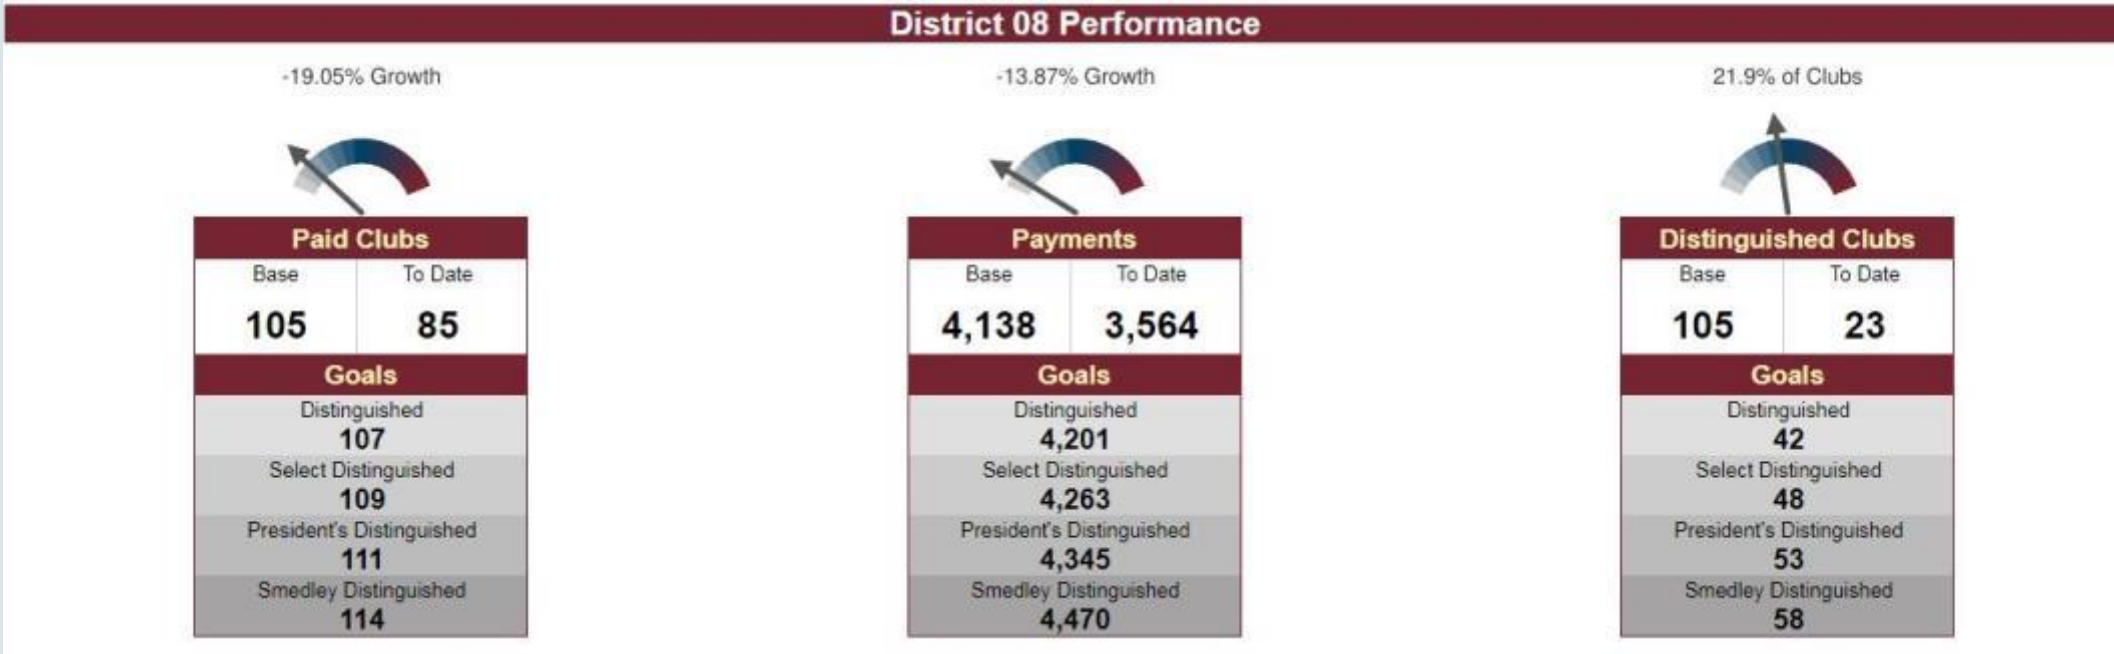 District 08 Performance
-19.05% Growth
Paid Clubs
Base To Date
105 85
Goals
Distinguished
107
Select Distinguished
109
President's Distinguished
111
Smedley Distinguished
114
-13.87% Growth
Payments
Base To Date
4,138 3,564
Goals
Distinguished
4,201
Select Distinguished
4,263
President's Distinguished
4,345
Smedley Distinguished
4,470
21.9% of Clubs
Distinguished Clubs
Base To Date
105 23
Goals
Distinguished
42
Select Distinguished
48
President's Distinguished
53
Smedley Distinguished
58